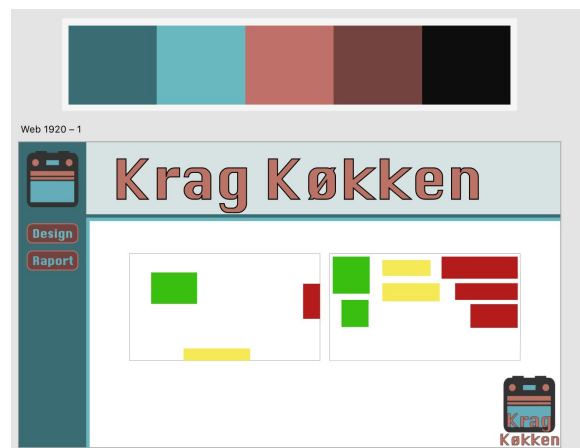 Web 1920 – 1
Krag Køkken
Design
Raport
Krag
Køkken